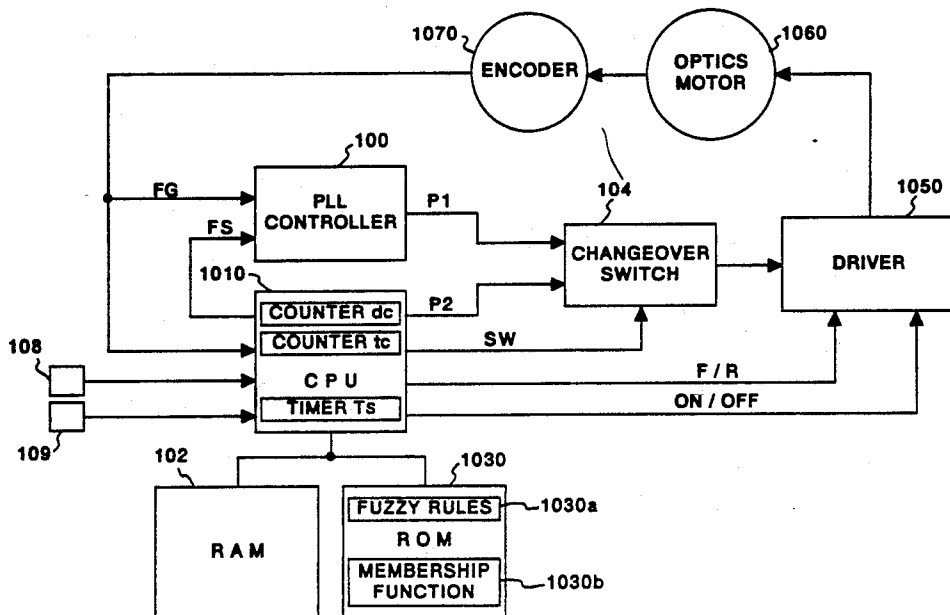 1070
ENCODER
OPTICS
MOTOR
1060
100
PLL
CONTROLLER
FG
FS
P1
104
CHANGEOVER
SWITCH
1050
DRIVER
1010
COUNTER dc
COUNTER tc
CPU
TIMER Ts
P2
SW
F / R
ON / OFF
108
109
102
RAM
1030
FUZZY RULES
1030a
ROM
MEMBERSHIP
FUNCTION
1030b